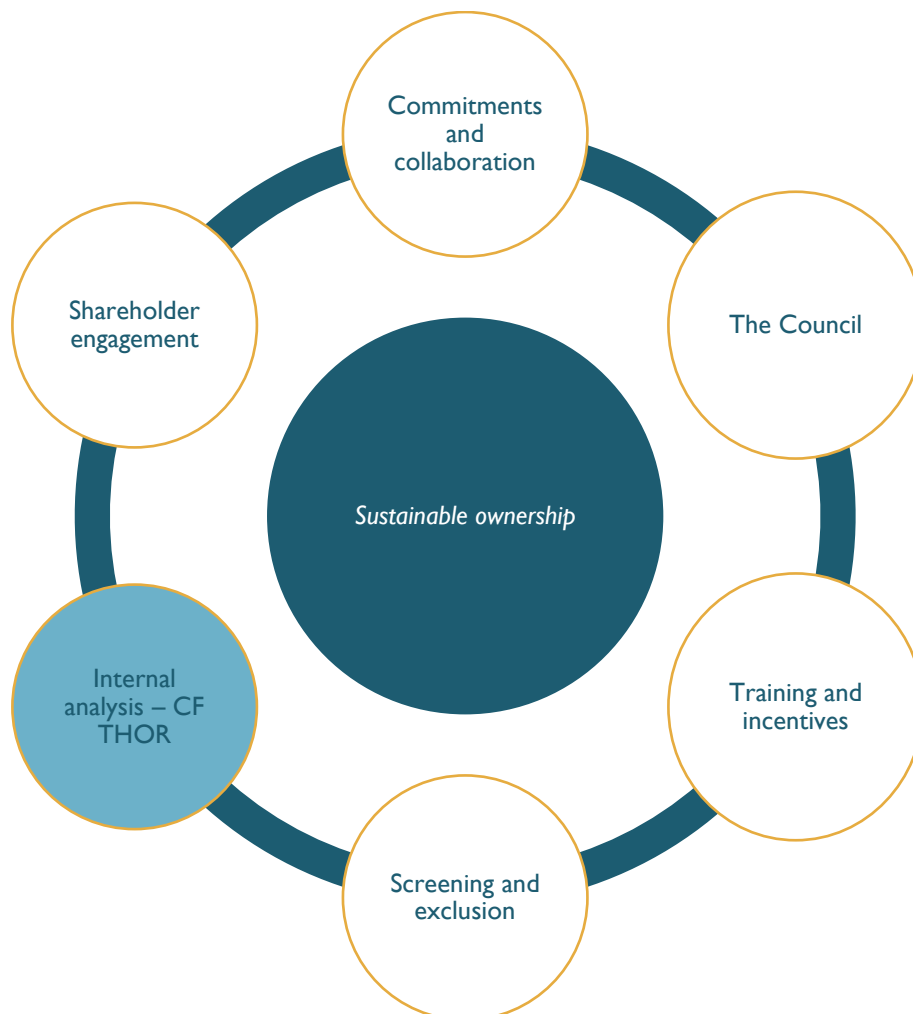 Commitments
and
collaboration
Shareholder
engagement
The Council
Sustainable ownership
Internal
analysis – CF
THOR
Training and
incentives
Screening and
exclusion